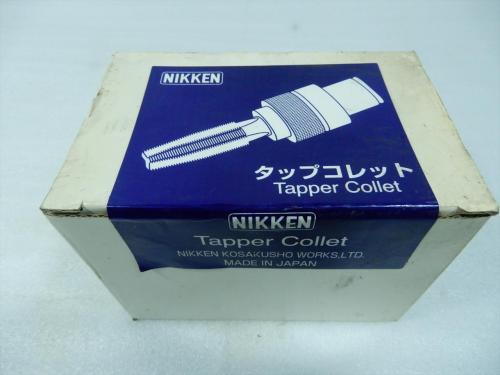 NIKKEN
タップコレット
Tapper Collet
NIKKEN
Tapper Collet
NIKKEN KOSAKUSHO WORKS,LTD.
MADE IN JAPAN